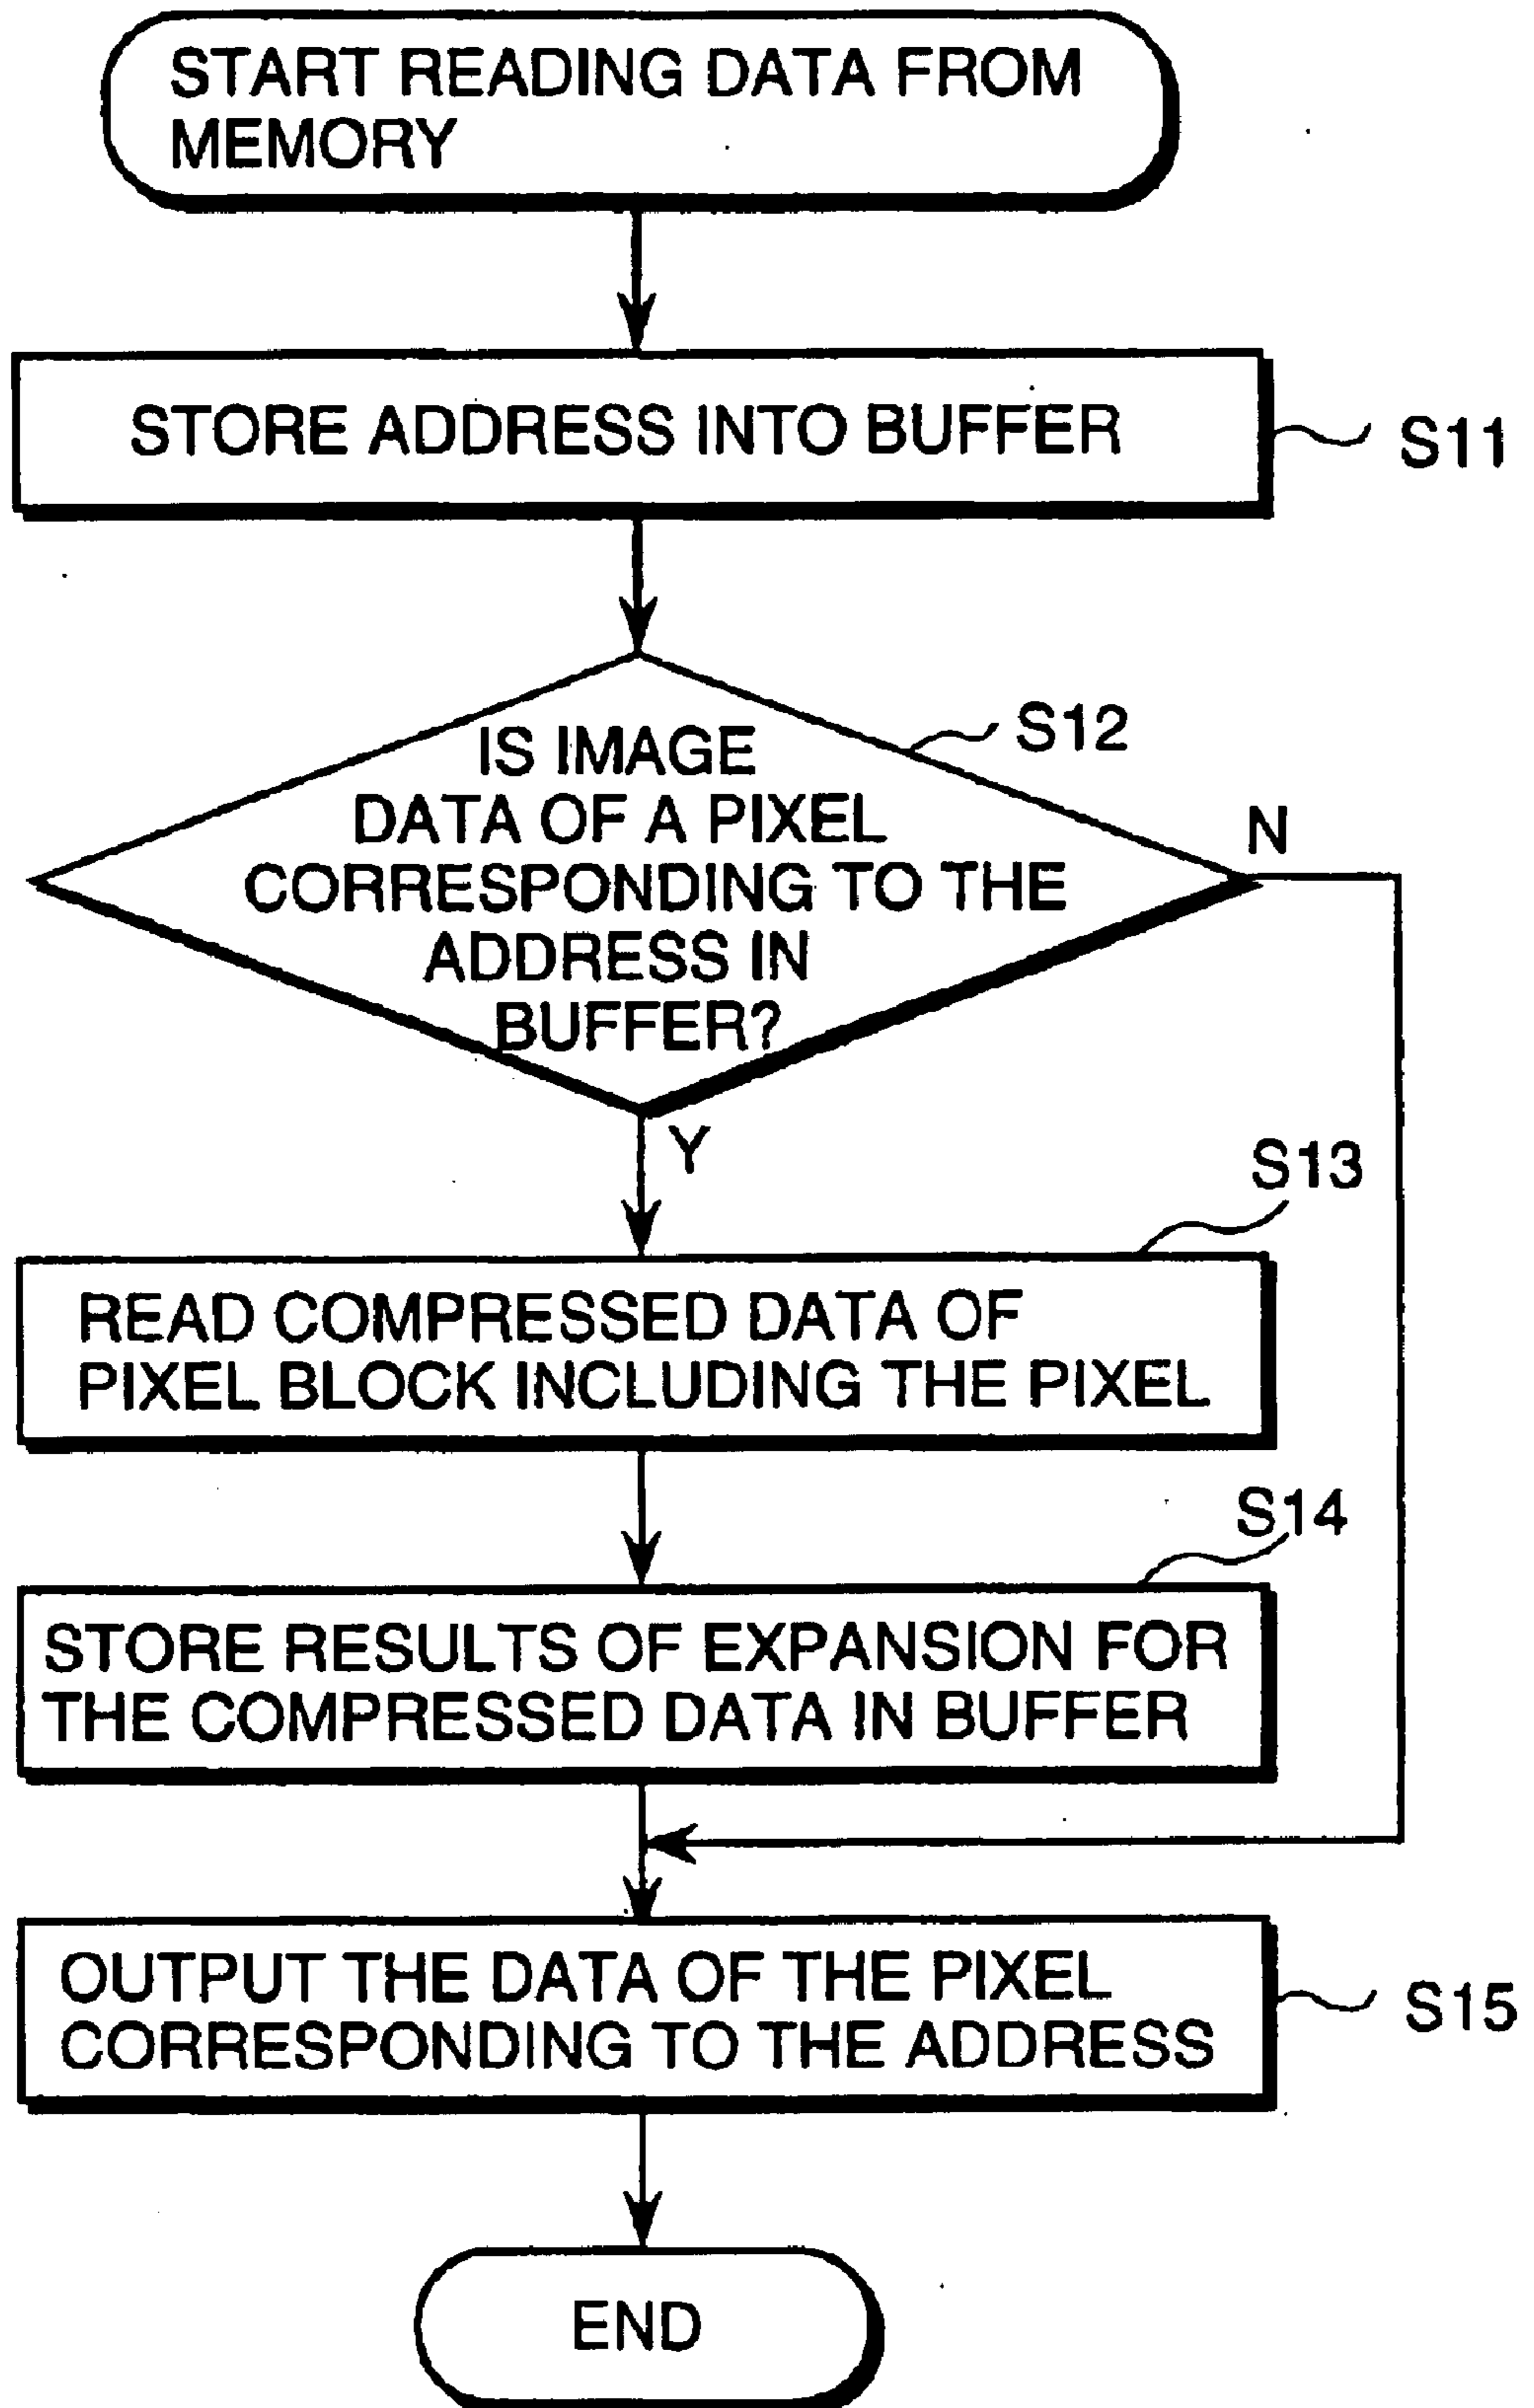 START READING DATA FROM
MEMORY
STORE ADDRESS INTO BUFFER
S11
S12
IS IMAGE
DATA OF A PIXEL
CORRESPONDING TO THE
ADDRESS IN
BUFFER?
N
Y
S13
READ COMPRESSED DATA OF
PIXEL BLOCK INCLUDING THE PIXEL
S14
STORE RESULTS OF EXPANSION FOR
THE COMPRESSED DATA IN BUFFER
OUTPUT THE DATA OF THE PIXEL
CORRESPONDING TO THE ADDRESS
S15
END